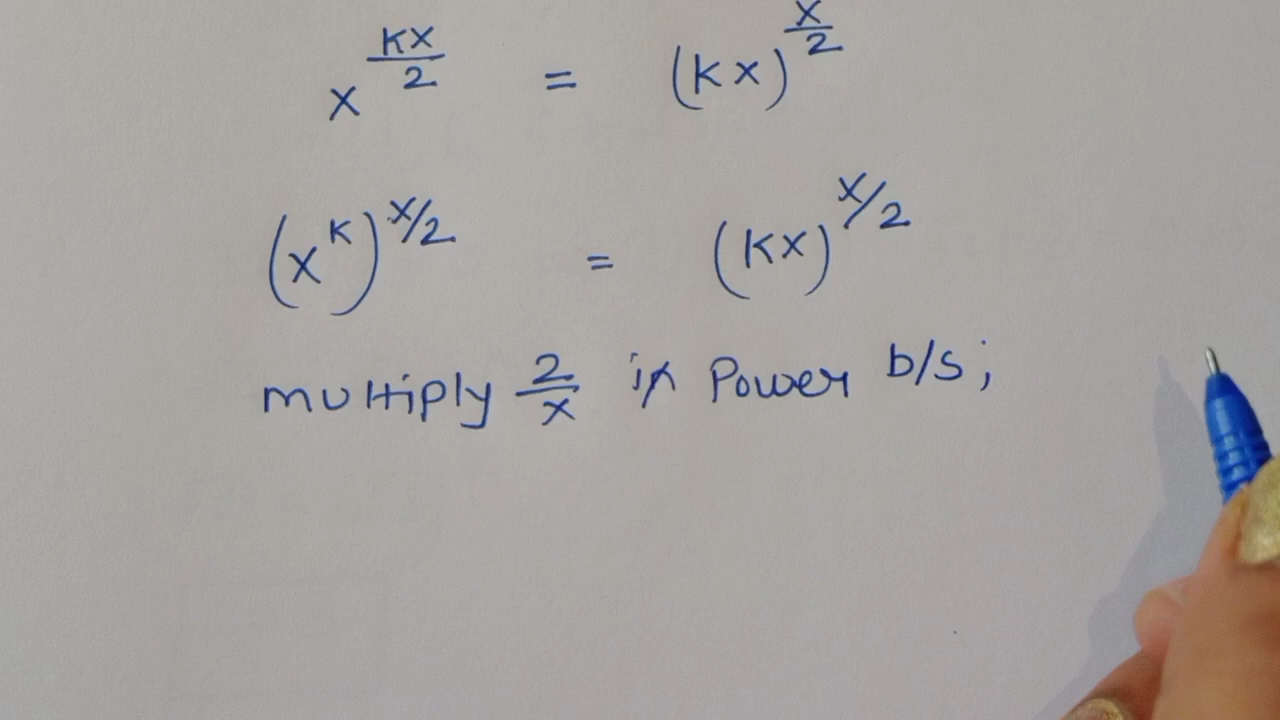 x^(kx/2) = (kx)^(x/2)
(x^k)^(x/2) = (kx)^(x/2)
multiply 2/x in Power b/s;